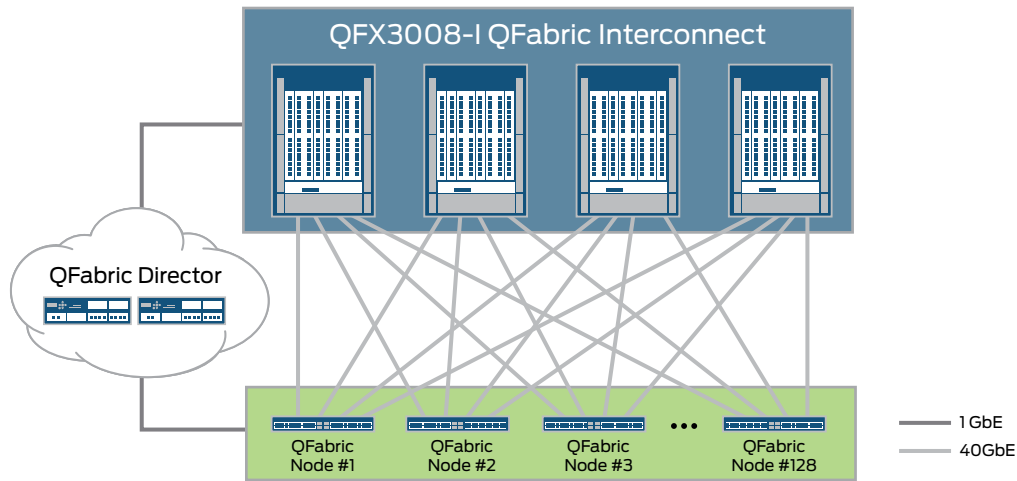 QFX3008-I QFabric Interconnect
QFabric Director
QFabric
Node #1
QFabric
Node #2
QFabric
Node #3
•••
QFabric
Node #128
1 GbE
40GbE